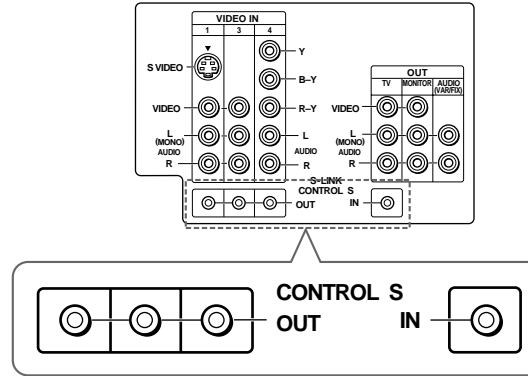 VIDEO IN
1 3 4
S VIDEO
Y
B–Y
VIDEO
R–Y
L
(MONO)
AUDIO
R
L
AUDIO
R
OUT
TV MONITOR AUDIO
(VAR/FIX)
VIDEO
L
(MONO)
AUDIO
R
S-LINK
CONTROL S
OUT
IN
CONTROL S
OUT
IN